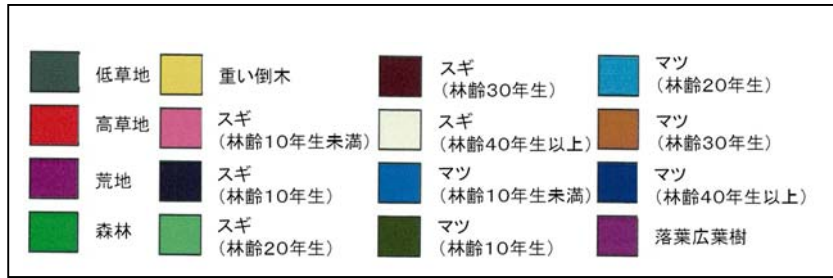 低草地
高草地
荒地
森林
重い倒木
スギ
(林齢10年生未満)
スギ
(林齢10年生)
スギ
(林齢20年生)
スギ
(林齢30年生)
スギ
(林齢40年生以上)
マツ
(林齢10年生未満)
マツ
(林齢10年生)
マツ
(林齢20年生)
マツ
(林齢30年生)
マツ
(林齢40年生以上)
落葉広葉樹